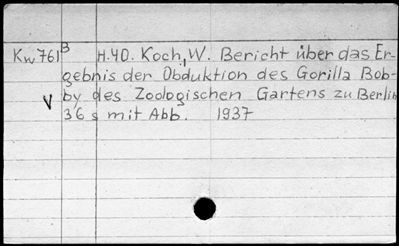 Kw 761B H.40. Koch, W. Bericht über das Er-
gebnis der Obduktion des Gorilla Bob-
V by des Zoologischen Gartens zu Berlin
36 s mit Abb. 1937